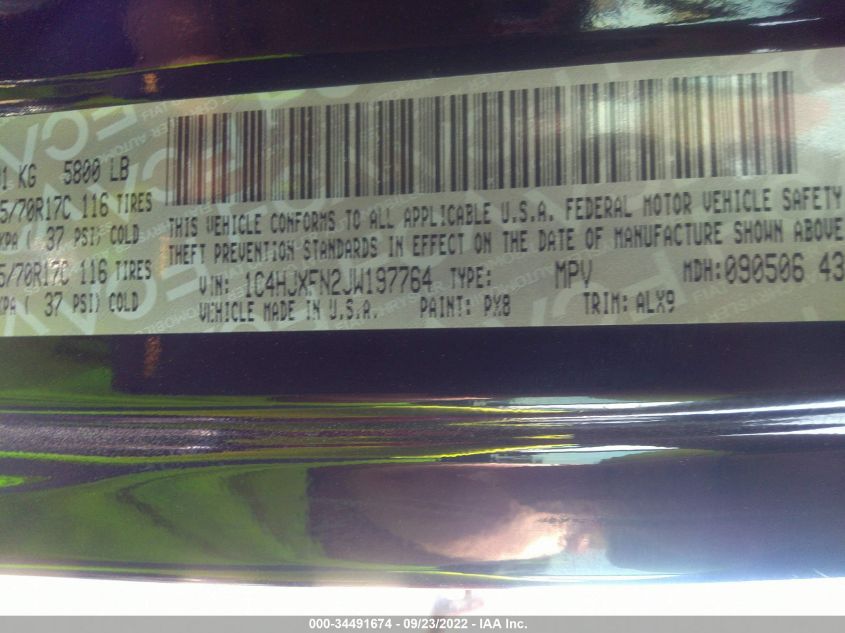 1 KG 5800 LB
5/70R17C 116 TIRES
KPA ( 37 PSI) COLD
5/70R17C 116 TIRES
KPA ( 37 PSI) COLD
THIS VEHICLE CONFORMS TO ALL APPLICABLE U.S.A. FEDERAL MOTOR VEHICLE SAFETY
THEFT PREVENTION STANDARDS IN EFFECT ON THE DATE OF MANUFACTURE SHOWN ABOVE
VIN: 1C4HJXFN2JW197764 TYPE: MPV MDH:090506 43
VEHICLE MADE IN U.S.A. PAINT: PX8 TRIM: ALX9
000-34491674 - 09/23/2022 - IAA Inc.